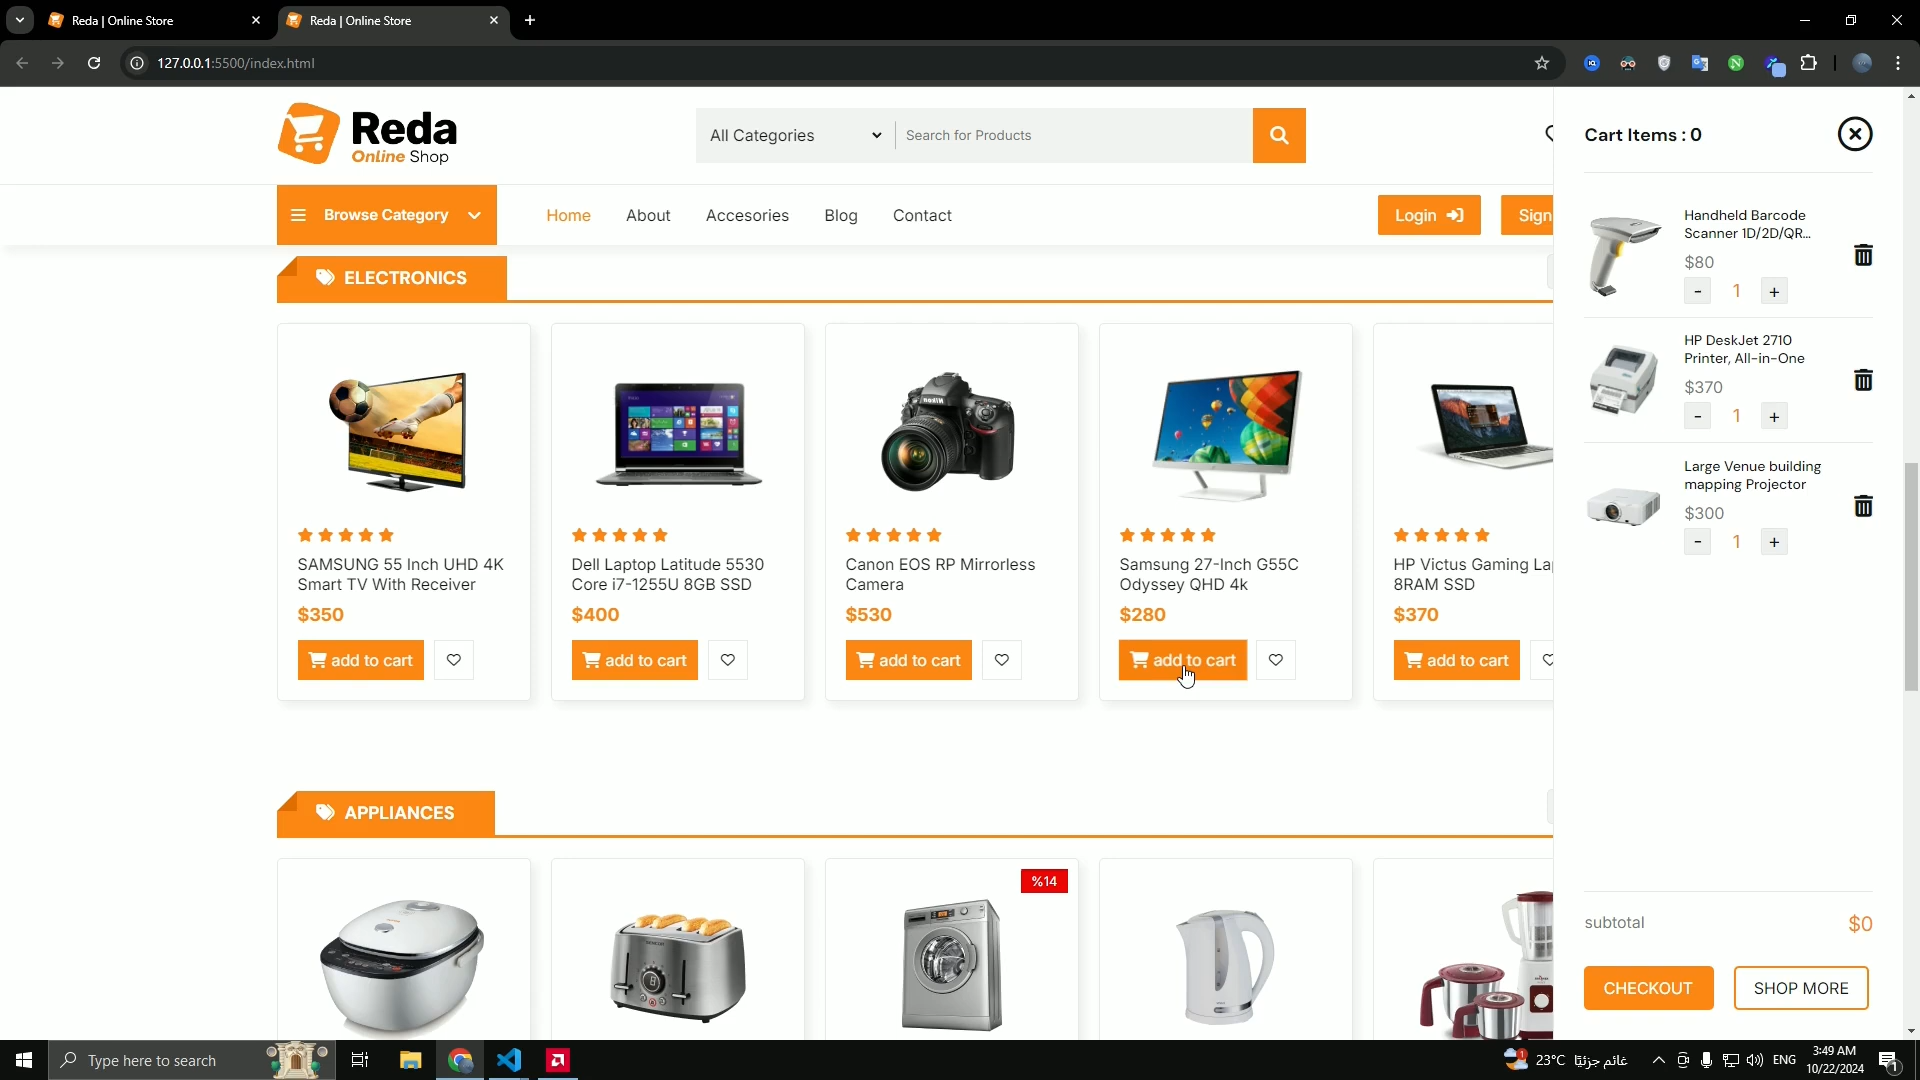 Reda | Online Store
Reda | Online Store
127.0.0.1:5500/index.html
Reda
Online Shop
All Categories
Search for Products
Cart Items : 0
Browse Category
Home
About
Accesories
Blog
Contact
Login
Sign
Handheld Barcode
Scanner 1D/2D/QR...
$80
- 1 +
HP DeskJet 2710
Printer, All-in-One
$370
- 1 +
Large Venue building
mapping Projector
$300
- 1 +
ELECTRONICS
SAMSUNG 55 Inch UHD 4K
Smart TV With Receiver
$350
add to cart
Dell Laptop Latitude 5530
Core i7-1255U 8GB SSD
$400
add to cart
Canon EOS RP Mirrorless
Camera
$530
add to cart
Samsung 27-Inch G55C
Odyssey QHD 4k
$280
add to cart
HP Victus Gaming La
8RAM SSD
$370
add to cart
APPLIANCES
%14
subtotal
$0
CHECKOUT
SHOP MORE
Type here to search
23°C غائم جزئيًا
ENG
3:49 AM
10/22/2024